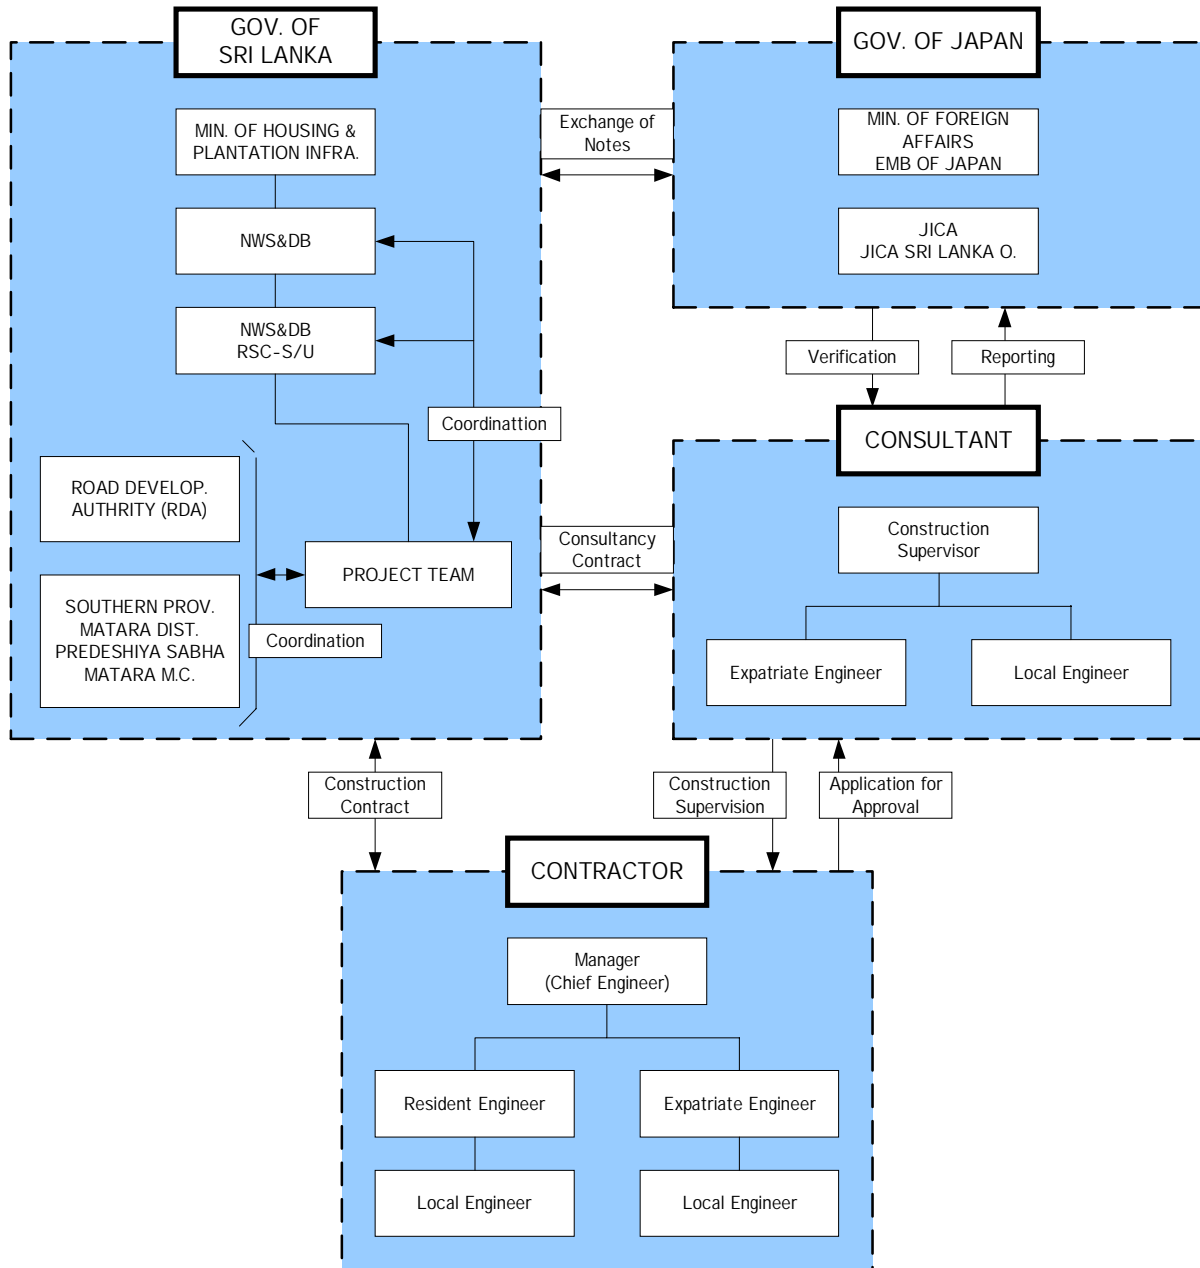 GOV. OF
SRI LANKA
GOV. OF JAPAN
MIN. OF HOUSING &
PLANTATION INFRA.
Exchange of
Notes
MIN. OF FOREIGN
AFFAIRS
EMB OF JAPAN
NWS&DB
JICA
JICA SRI LANKA O.
NWS&DB
RSC-S/U
Verification
Reporting
Coordinattion
CONSULTANT
ROAD DEVELOP.
AUTHRITY (RDA)
Construction
Supervisor
Consultancy
Contract
PROJECT TEAM
SOUTHERN PROV.
MATARA DIST.
PREDESHIYA SABHA
MATARA M.C.
Coordination
Expatriate Engineer
Local Engineer
Construction
Contract
Construction
Supervision
Application for
Approval
CONTRACTOR
Manager
(Chief Engineer)
Resident Engineer
Expatriate Engineer
Local Engineer
Local Engineer